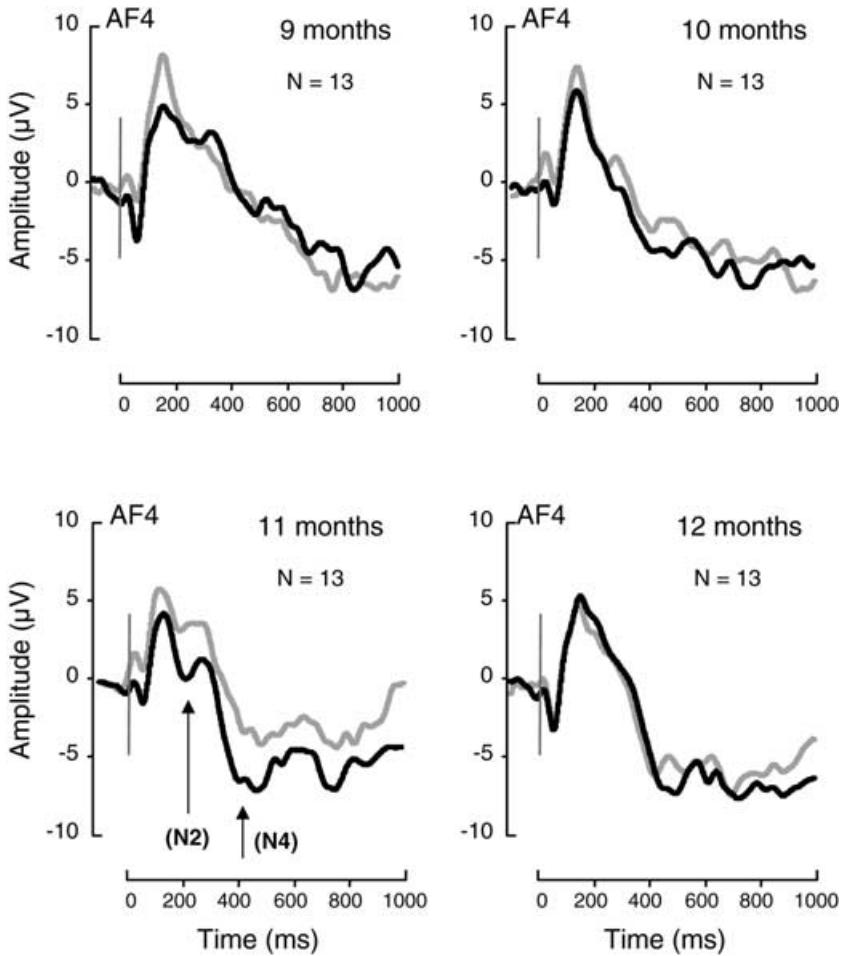 AF4
9 months
N = 13
Amplitude (µV)
10
5
0
-5
-10
0 200 400 600 800 1000
AF4
10 months
N = 13
10
5
0
-5
-10
0 200 400 600 800 1000
AF4
11 months
N = 13
Amplitude (µV)
10
5
0
-5
-10
(N2) (N4)
0 200 400 600 800 1000
Time (ms)
AF4
12 months
N = 13
10
5
0
-5
-10
0 200 400 600 800 1000
Time (ms)